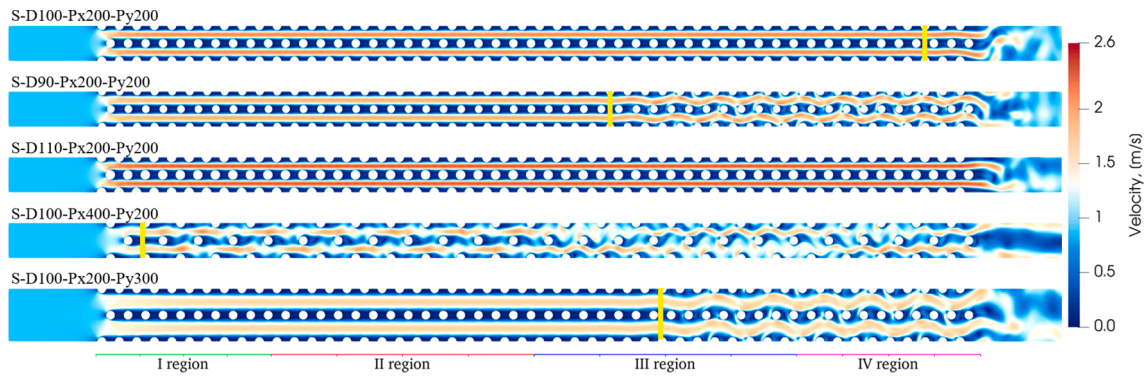 S-D100-Px200-Py200
S-D90-Px200-Py200
S-D110-Px200-Py200
S-D100-Px400-Py200
S-D100-Px200-Py300
I region
II region
III region
IV region
2.6
2
1.5
1
0.5
0.0
Velocity, (m/s)